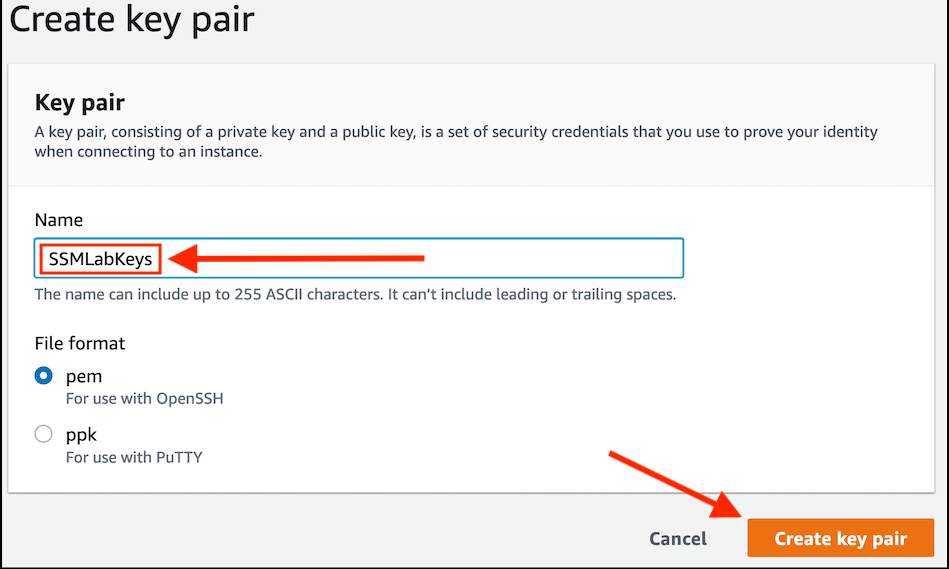 Create key pair
Key pair
A key pair, consisting of a private key and a public key, is a set of security credentials that you use to prove your identity
when connecting to an instance.
Name
SSMLabKeys
The name can include up to 255 ASCII characters. It can’t include leading or trailing spaces.
File format
pem
For use with OpenSSH
ppk
For use with PuTTY
Cancel
Create key pair